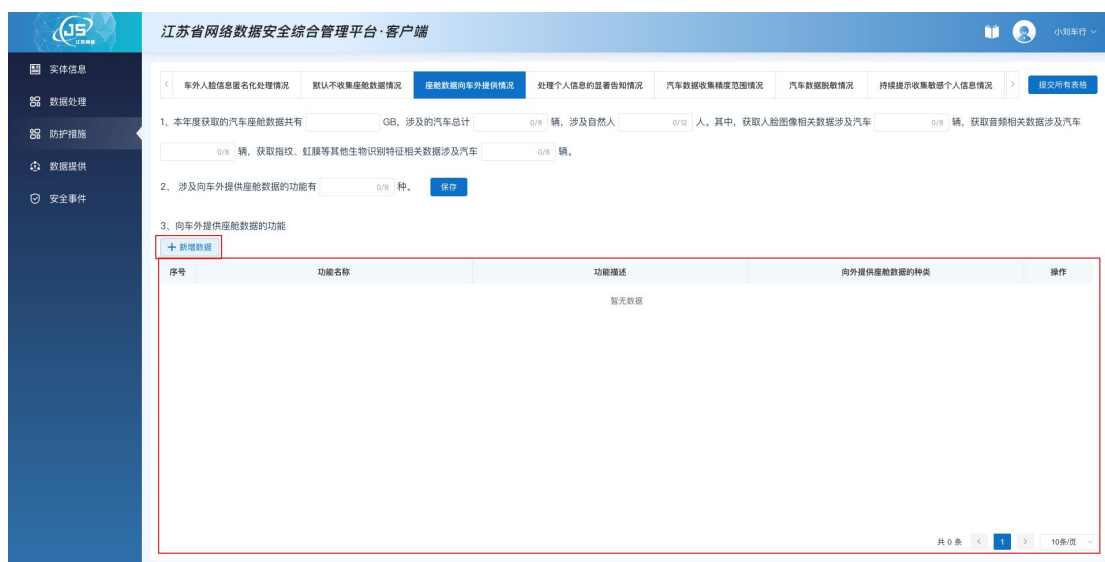 JS
江苏网信
江苏省网络数据安全综合管理平台·客户端
小刘车行
实体信息
数据处理
防护措施
数据提供
安全事件
车外人脸信息匿名化处理情况 默认不收集座舱数据情况 座舱数据向车外提供情况 处理个人信息的显著告知情况 汽车数据收集精度范围情况 汽车数据脱敏情况 持续提示收集敏感个人信息情况 提交所有表格
1、本年度获取的汽车座舱数据共有 GB，涉及的汽车总计 0/8 辆，涉及自然人 0/12 人。其中，获取人脸图像相关数据涉及汽车 0/8 辆，获取音频相关数据涉及汽车
0/8 辆，获取指纹、虹膜等其他生物识别特征相关数据涉及汽车 0/8 辆。
2、 涉及向车外提供座舱数据的功能有 0/8 种。 保存
3、向车外提供座舱数据的功能
+ 新增数据
序号 功能名称 功能描述 向外提供座舱数据的种类 操作
暂无数据
共 0 条 < 1 > 10条/页